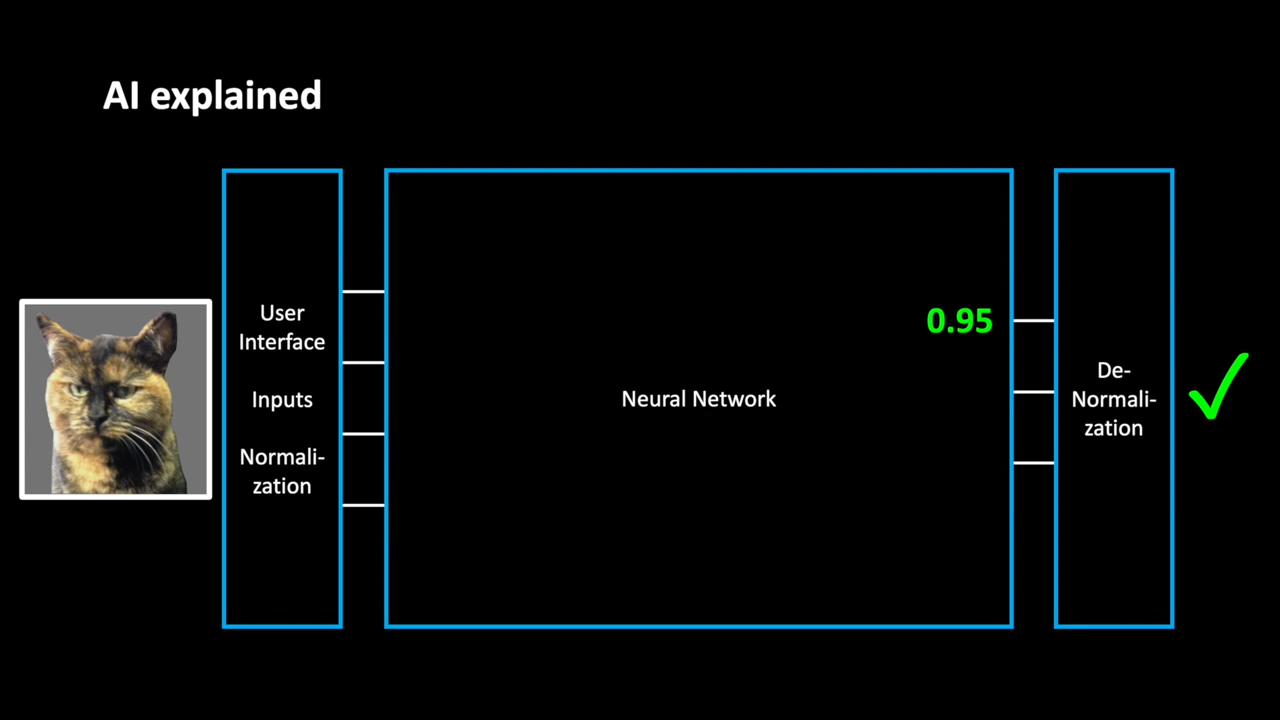 AI explained
User
Interface
Inputs
Normali-
zation
Neural Network
0.95
De-
Normali-
zation